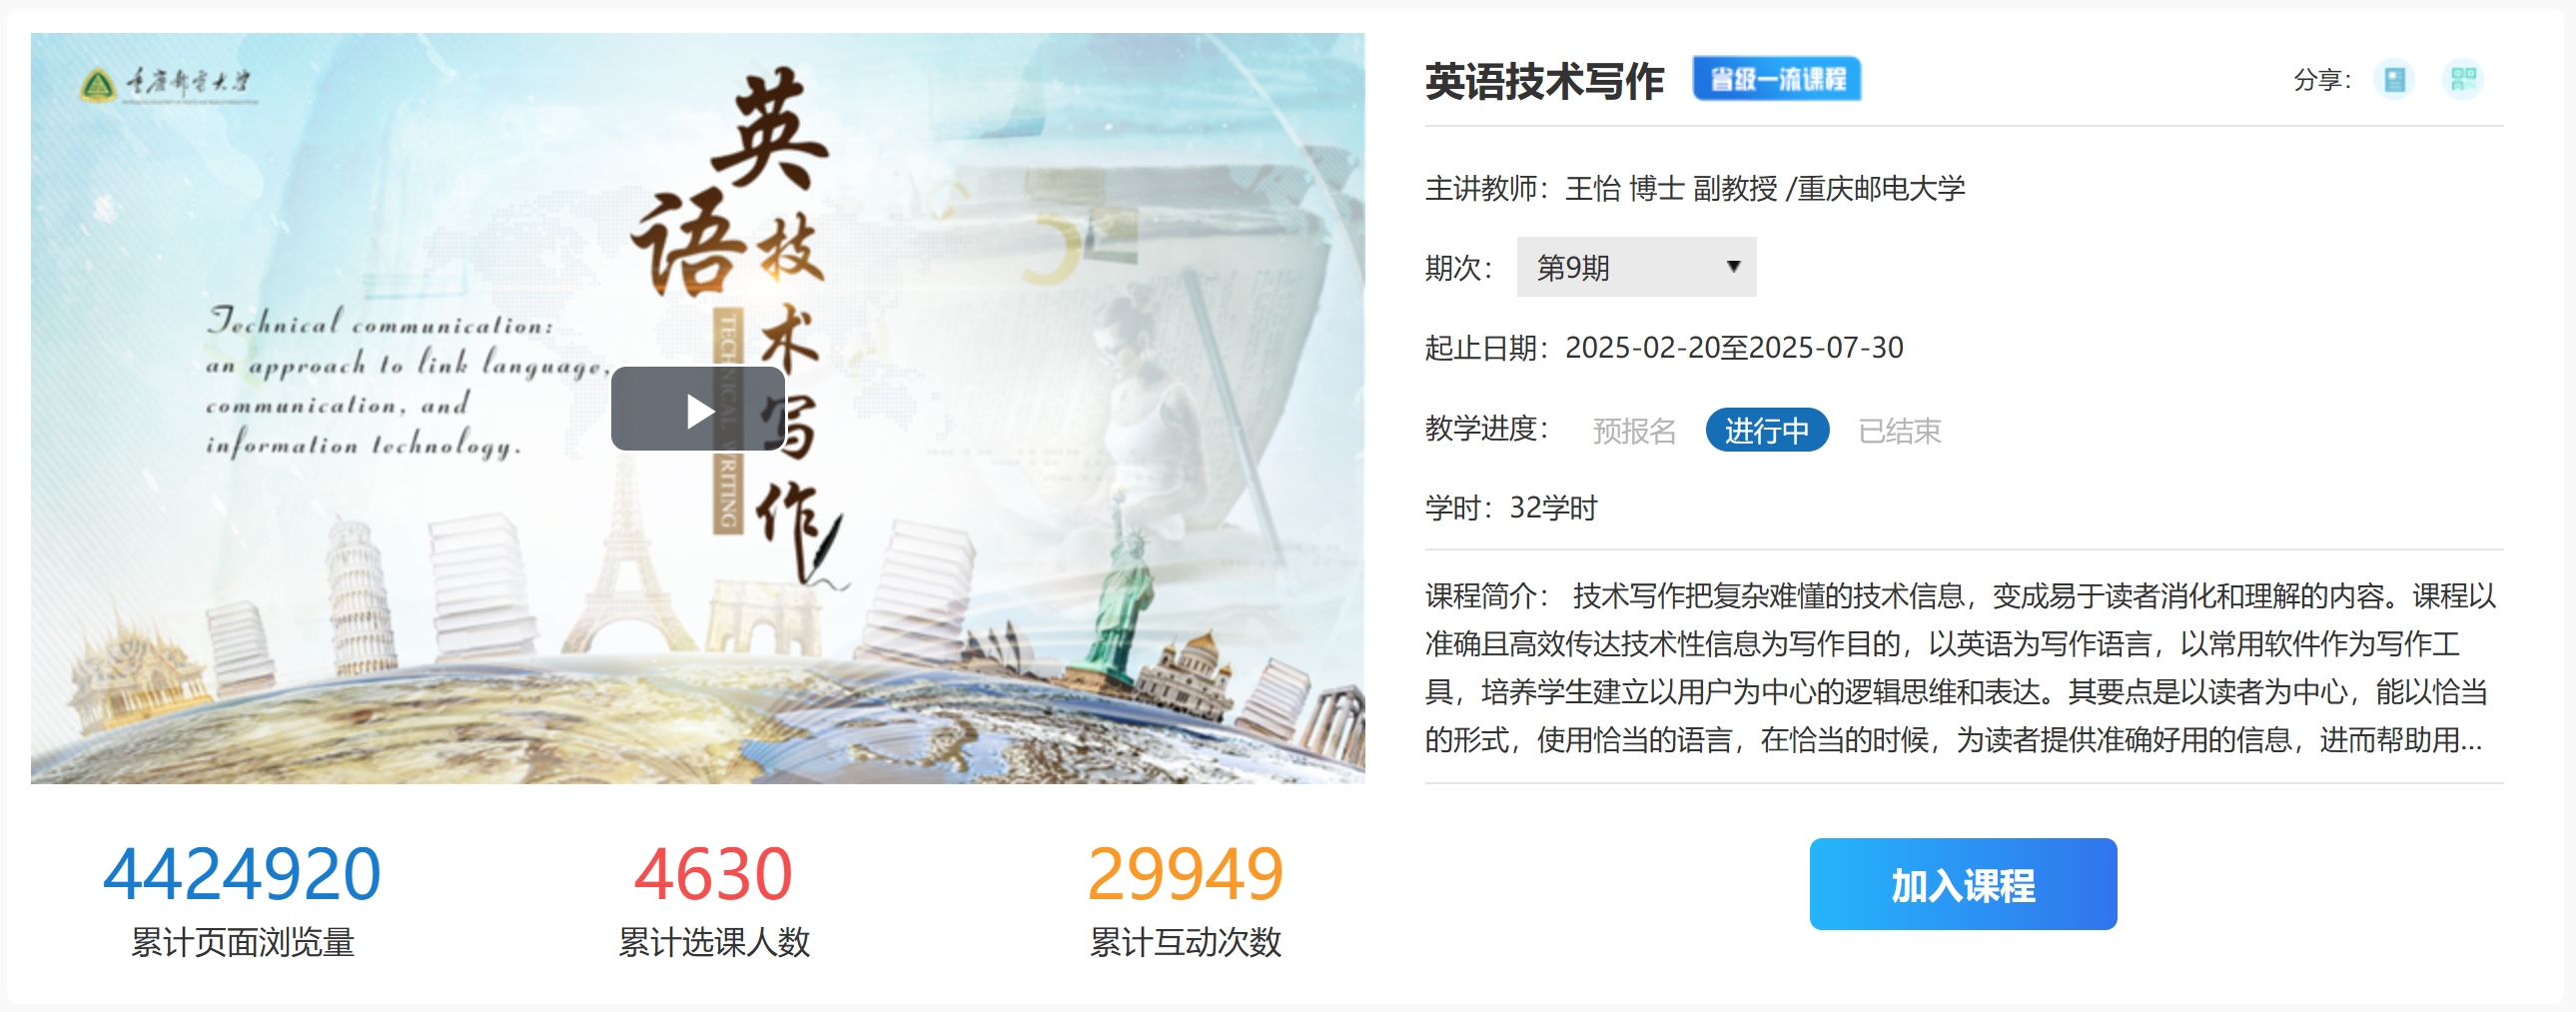 重庆邮电大学
英语技术写作
TECHNICAL WRITING
Technical communication:
an approach to link language,
communication, and
information technology.
4424920
累计页面浏览量
4630
累计选课人数
29949
累计互动次数
英语技术写作 省级一流课程 分享：
主讲教师：王怡 博士 副教授 /重庆邮电大学
期次： 第9期
起止日期：2025-02-20至2025-07-30
教学进度： 预报名 进行中 已结束
学时：32学时
课程简介： 技术写作把复杂难懂的技术信息，变成易于读者消化和理解的内容。课程以
准确且高效传达技术性信息为写作目的，以英语为写作语言，以常用软件作为写作工
具，培养学生建立以用户为中心的逻辑思维和表达。其要点是以读者为中心，能以恰当
的形式，使用恰当的语言，在恰当的时候，为读者提供准确好用的信息，进而帮助用...
加入课程